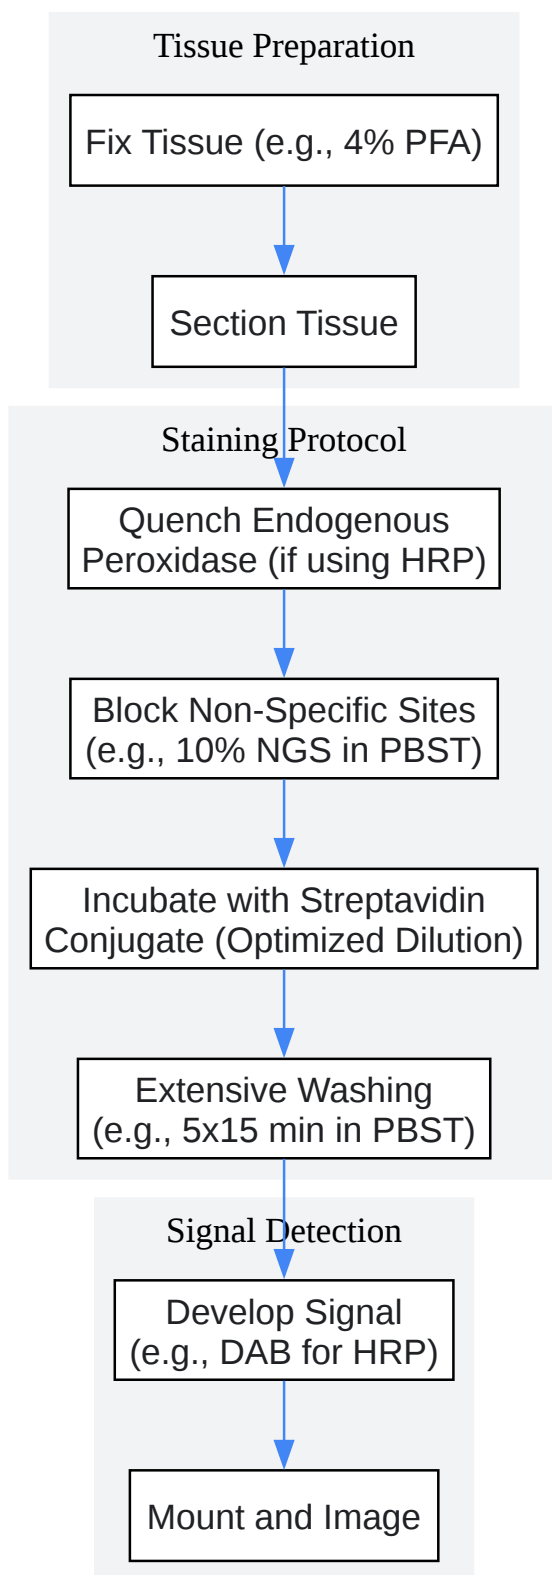 Tissue Preparation
Fix Tissue (e.g., 4% PFA)
Section Tissue
Staining Protocol
Quench Endogenous
Peroxidase (if using HRP)
Block Non-Specific Sites
(e.g., 10% NGS in PBST)
Incubate with Streptavidin
Conjugate (Optimized Dilution)
Extensive Washing
(e.g., 5x15 min in PBST)
Signal Detection
Develop Signal
(e.g., DAB for HRP)
Mount and Image